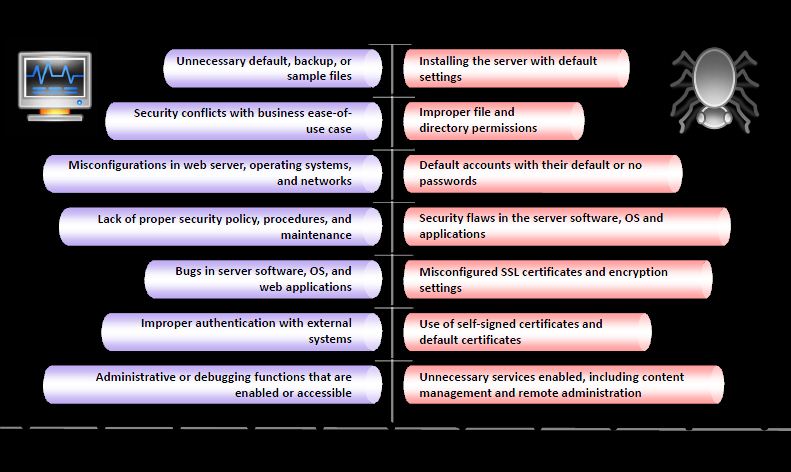 Unnecessary default, backup, or
sample files
Installing the server with default
settings
Security conflicts with business ease-of-
use case
Improper file and
directory permissions
Misconfigurations in web server, operating systems,
and networks
Default accounts with their default or no
passwords
Lack of proper security policy, procedures, and
maintenance
Security flaws in the server software, OS and
applications
Bugs in server software, OS, and
web applications
Misconfigured SSL certificates and encryption
settings
Improper authentication with external
systems
Use of self-signed certificates and
default certificates
Administrative or debugging functions that are
enabled or accessible
Unnecessary services enabled, including content
management and remote administration